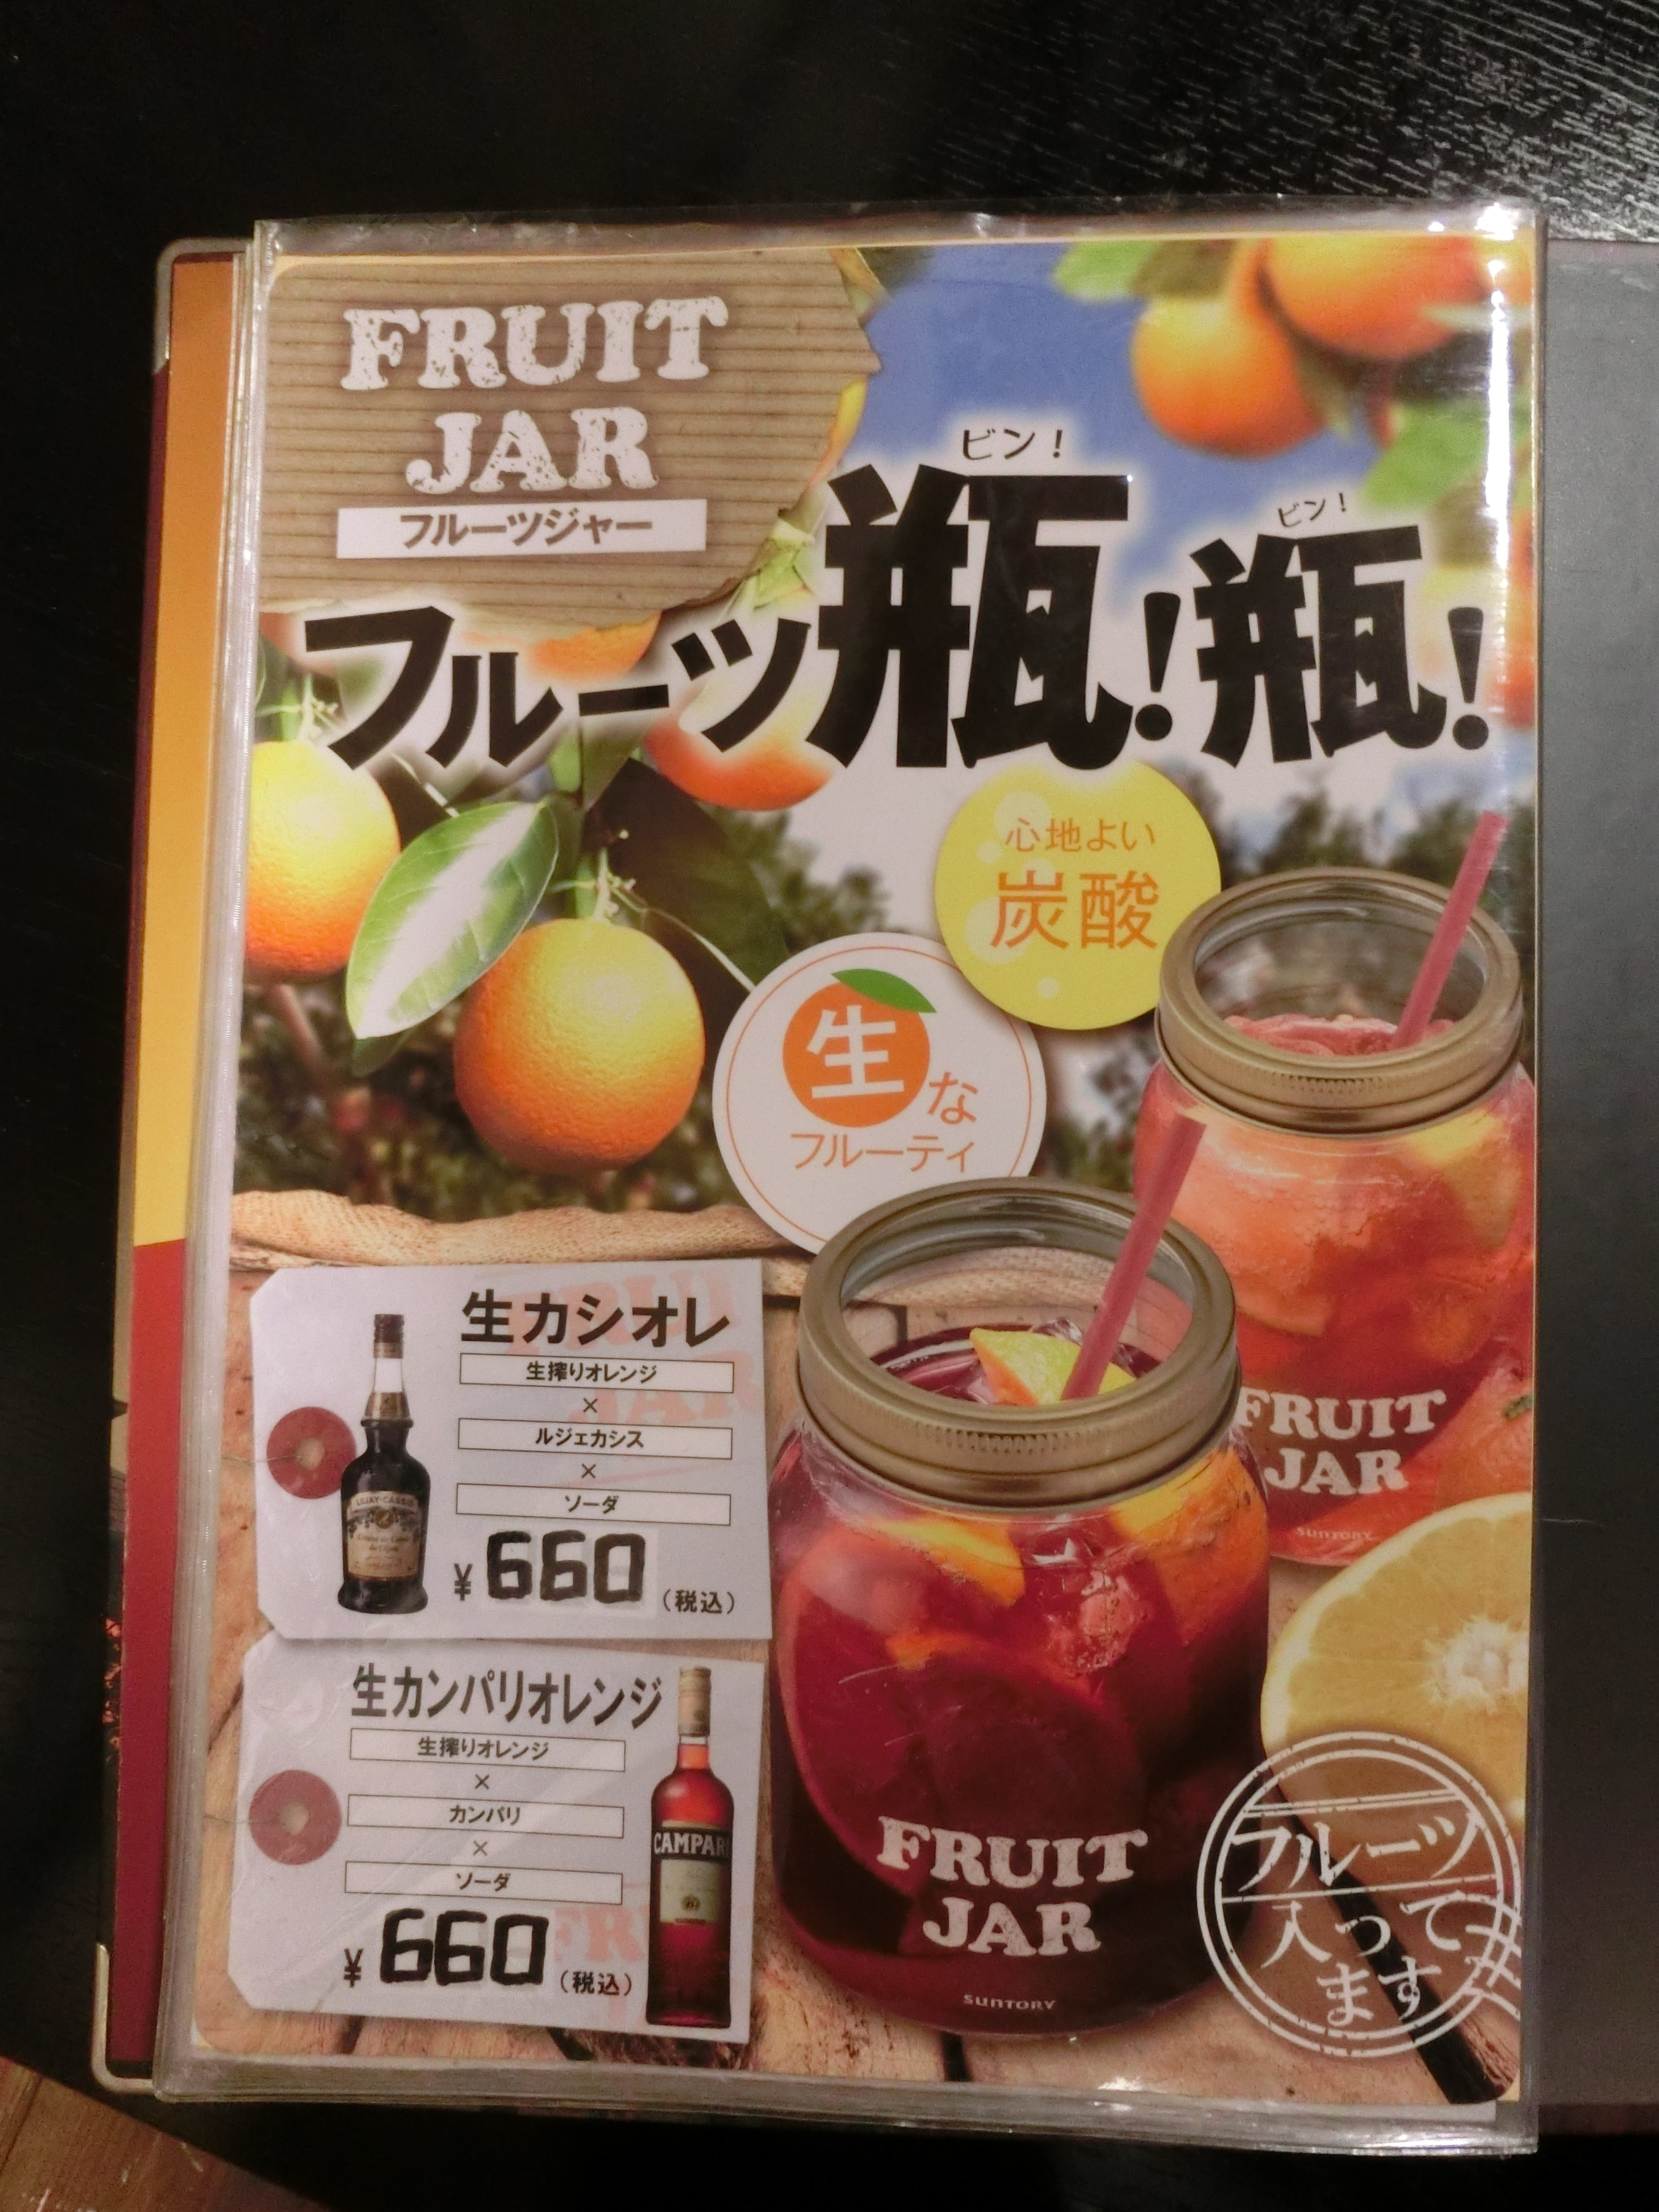 FRUIT
JAR
フルーツジャー
ビン!
ビン!
フルーツ瓶!瓶!
心地よい
炭酸
生な
フルーティ
生カシオレ
生搾りオレンジ
×
ルジェカシス
×
ソーダ
¥660(税込)
LEJAY-CASSIS
生カンパリオレンジ
生搾りオレンジ
×
カンパリ
×
ソーダ
¥660(税込)
CAMPARI
FRUIT
JAR
SUNTORY
FRUIT
JAR
SUNTORY
フルーツ
入って
ます